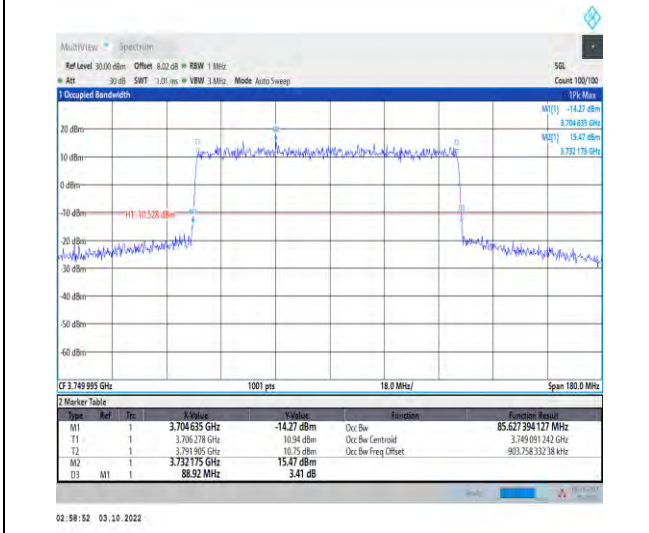 MultiView Spectrum
Ref Level 30.00 dBm Offset 8.02 dB RBW 1 MHz SGL
Att 30 dB SWT 1.01 ms VBW 3 MHz Mode Auto Sweep Count 100/100
1 Occupied Bandwidth 1Pk Max
M1[1] -14.27 dBm
3.704 635 GHz
M2[1] 15.47 dBm
3.732 175 GHz
20 dBm
10 dBm
0 dBm
-10 dBm
H1 -10.528 dBm
-20 dBm
-30 dBm
-40 dBm
-50 dBm
-60 dBm
CF 3.749 995 GHz 1001 pts 18.0 MHz/ Span 180.0 MHz
2 Marker Table
Type Ref Trc X-Value Y-Value Function Function Result
M1 1 3.704 635 GHz -14.27 dBm Occ Bw 85.627 394 127 MHz
T1 1 3.706 278 GHz 10.94 dBm Occ Bw Centroid 3.749 091 242 GHz
T2 1 3.791 905 GHz 10.75 dBm Occ Bw Freq Offset -903.758 332 38 kHz
M2 1 3.732 175 GHz 15.47 dBm
D3 M1 1 88.92 MHz 3.41 dB
02:58:52 03.10.2022